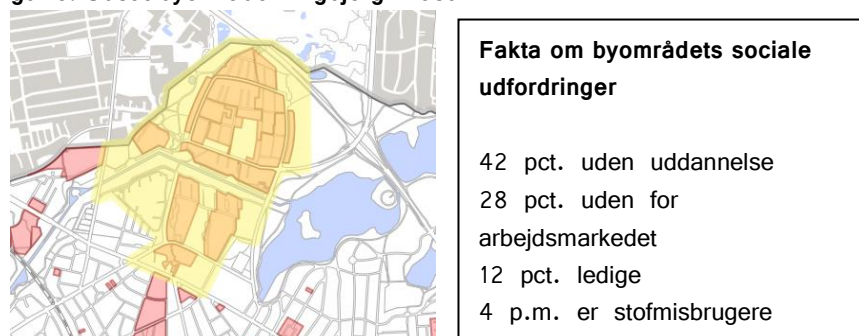 Fakta om byområdets sociale
udfordringer
42 pct. uden uddannelse
28 pct. uden for
arbejdsmarkedet
12 pct. ledige
4 p.m. er stofmisbrugere